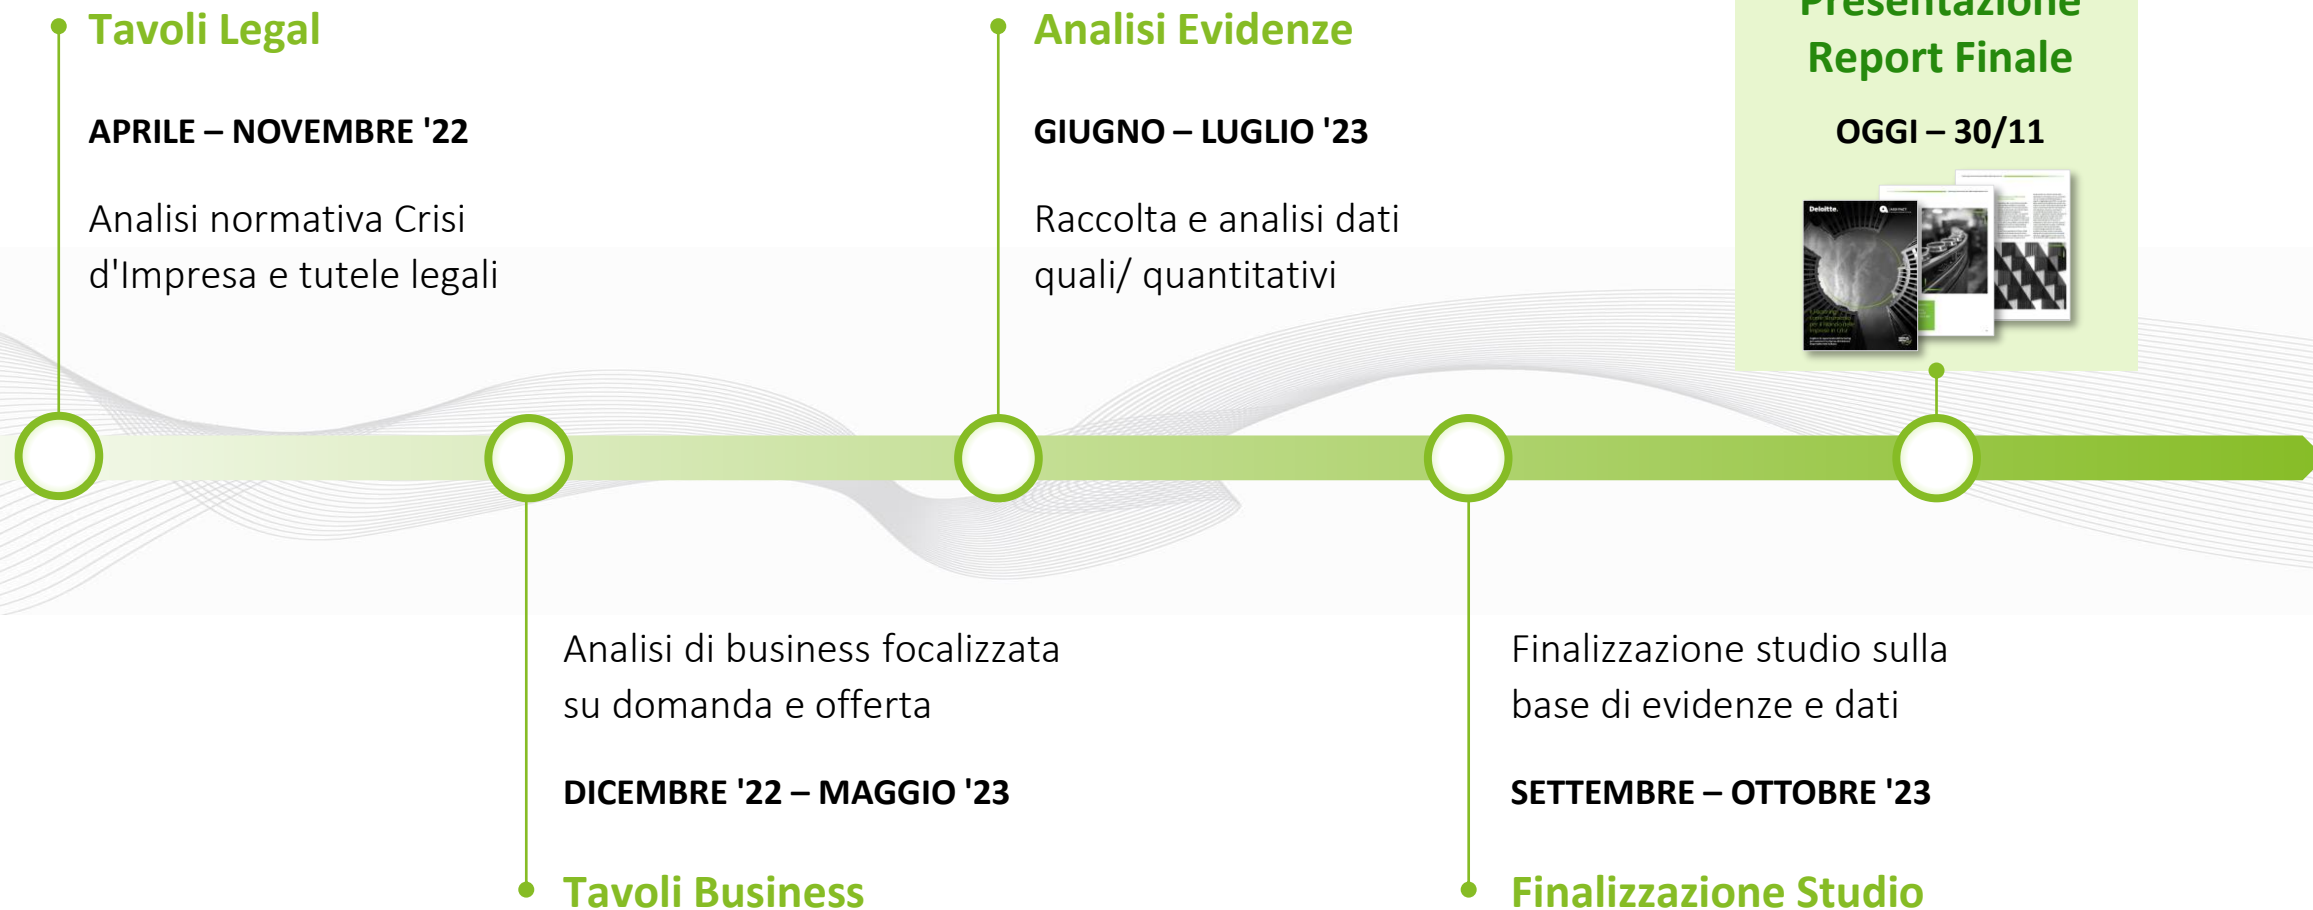 Tavoli Legal
APRILE – NOVEMBRE '22
Analisi normativa Crisi
d'Impresa e tutele legali
Analisi di business focalizzata
su domanda e offerta
DICEMBRE '22 – MAGGIO '23
Tavoli Business
Analisi Evidenze
GIUGNO – LUGLIO '23
Raccolta e analisi dati
quali/ quantitativi
Finalizzazione studio sulla
base di evidenze e dati
SETTEMBRE – OTTOBRE '23
Finalizzazione Studio
Presentazione
Report Finale
OGGI – 30/11
Deloitte.